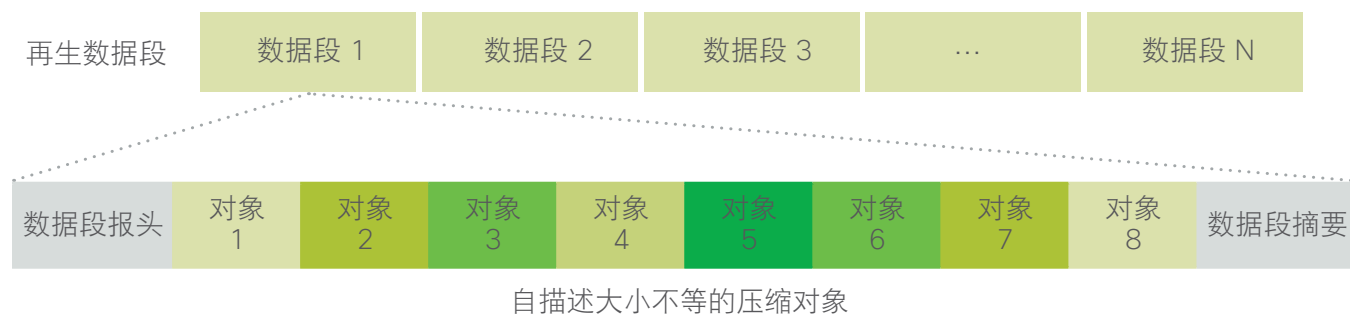 再生数据段
数据段 1
数据段 2
数据段 3
...
数据段 N
数据段报头
对象
1
对象
2
对象
3
对象
4
对象
5
对象
6
对象
7
对象
8
数据段摘要
自描述大小不等的压缩对象